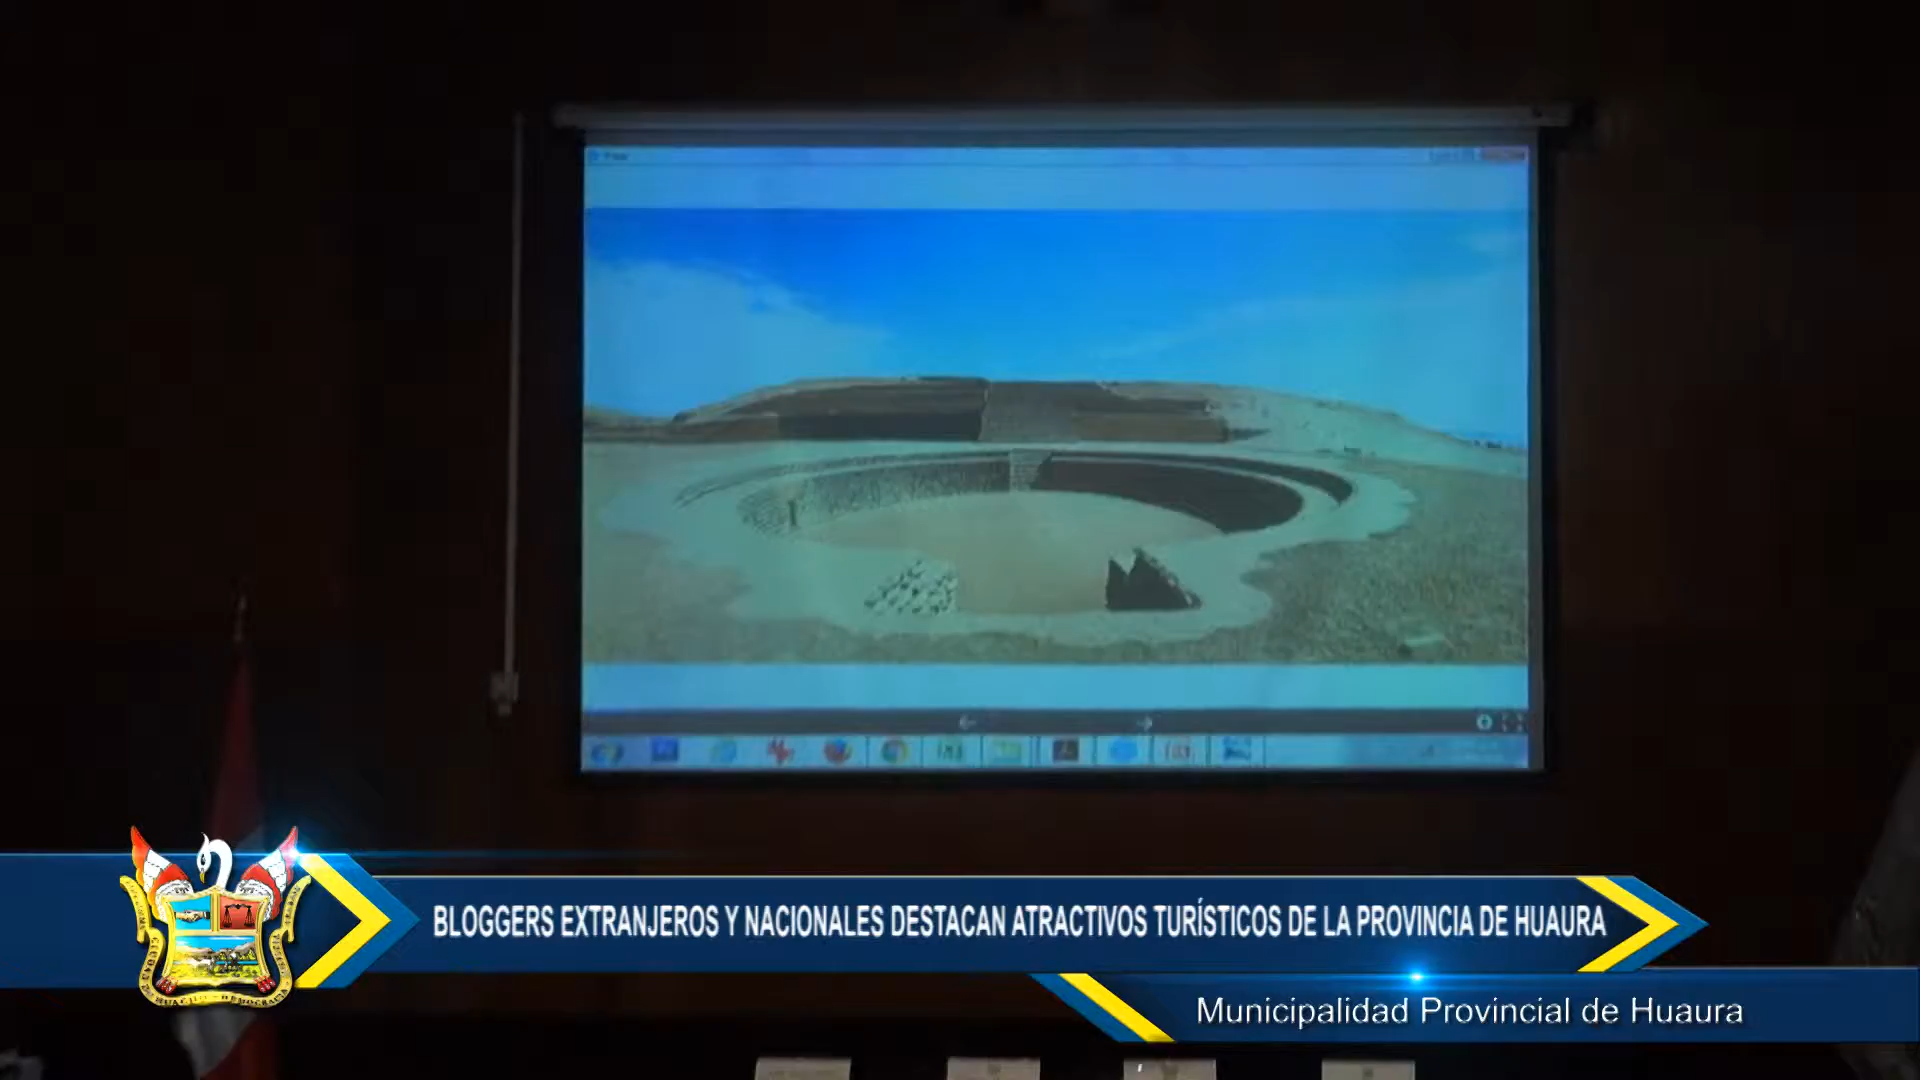 BLOGGERS EXTRANJEROS Y NACIONALES DESTACAN ATRACTIVOS TURÍSTICOS DE LA PROVINCIA DE HUAURA
Municipalidad Provincial de Huaura